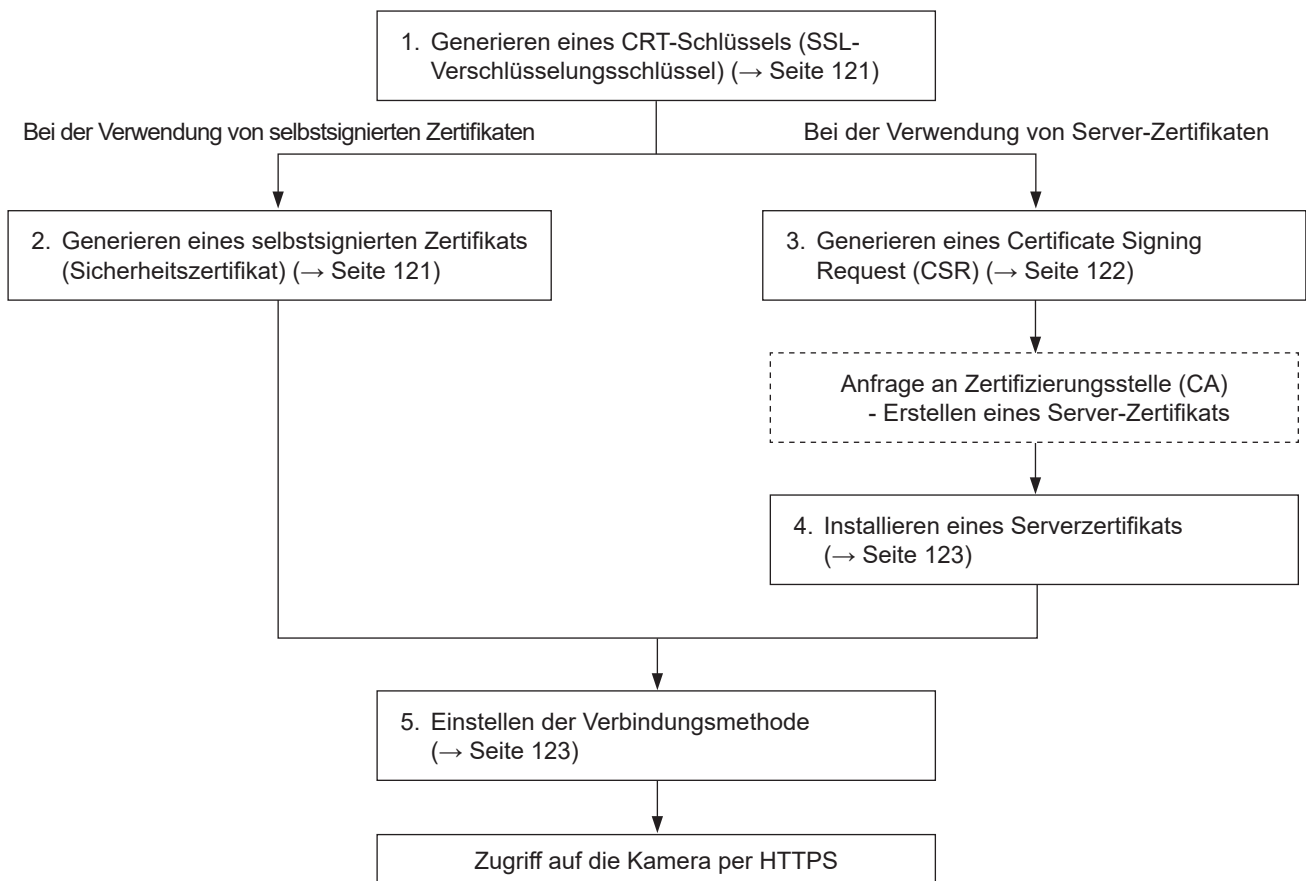 1. Generieren eines CRT-Schlüssels (SSL-
Verschlüsselungsschlüssel) (→ Seite 121)
Bei der Verwendung von selbstsignierten Zertifikaten
Bei der Verwendung von Server-Zertifikaten
2. Generieren eines selbstsignierten Zertifikats
(Sicherheitszertifikat) (→ Seite 121)
3. Generieren eines Certificate Signing
Request (CSR) (→ Seite 122)
Anfrage an Zertifizierungsstelle (CA)
- Erstellen eines Server-Zertifikats
4. Installieren eines Serverzertifikats
(→ Seite 123)
5. Einstellen der Verbindungsmethode
(→ Seite 123)
Zugriff auf die Kamera per HTTPS